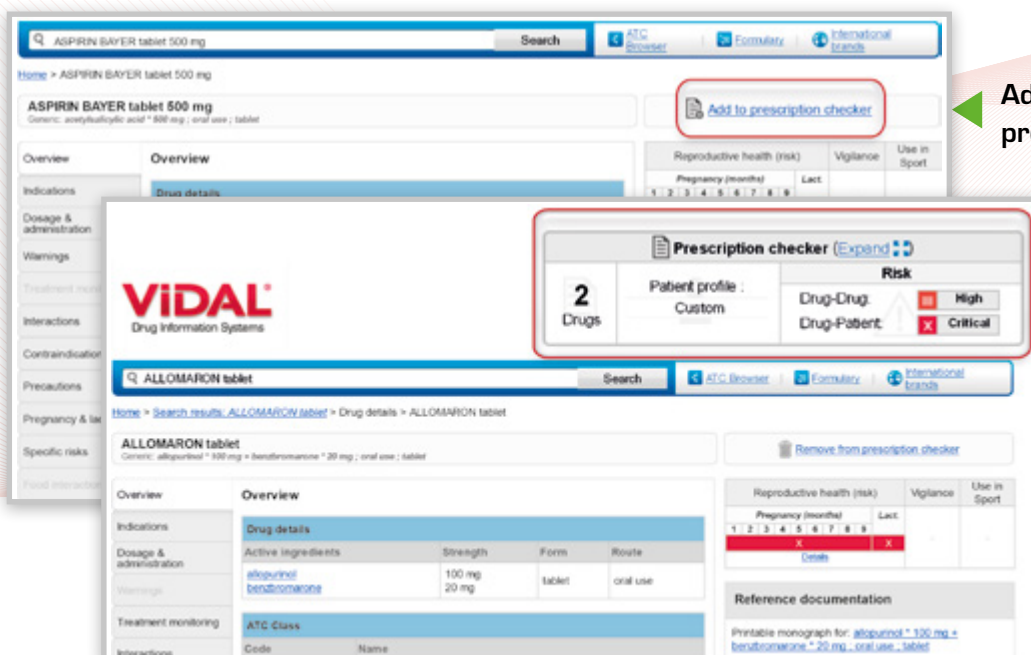 ASPIRIN BAYER tablet 500 mg
Search
ATC Browser
Formulary
International brands
Home > ASPIRIN BAYER tablet 500 mg
ASPIRIN BAYER tablet 500 mg
Generic: acetylsalicylic acid * 500 mg ; oral use ; tablet
Add to prescription checker
Ad
pre
Overview
Indications
Dosage & administration
Warnings
Interactions
Contraindication
Precautions
Pregnancy & la
Specific risks
Food interaction
Overview
Drug details
Reproductive health (risk)
Vigilance
Use in Sport
Pregnancy (months)
Lact.
1 2 3 4 5 6 7 8 9
Prescription checker (Expand)
2
Drugs
Patient profile :
Custom
Risk
Drug-Drug: High
Drug-Patient: X Critical
ViDAL
Drug Information Systems
ALLOMARON tablet
Search
ATC Browser
Formulary
International brands
Home > Search results: ALLOMARON tablet > Drug details > ALLOMARON tablet
ALLOMARON tablet
Generic: allopurinol * 100 mg + benzbromarone * 20 mg ; oral use ; tablet
Remove from prescription checker
Overview
Indications
Dosage & administration
Warnings
Treatment monitoring
Interactions
Overview
Drug details
Active ingredients Strength Form Route
allopurinol 100 mg tablet oral use
benzbromarone 20 mg
ATC Class
Code Name
Reproductive health (risk)
Vigilance
Use in Sport
Pregnancy (months)
Lact.
1 2 3 4 5 6 7 8 9
X X
Details
- -
Reference documentation
Printable monograph for: allopurinol * 100 mg +
benzbromarone * 20 mg ; oral use ; tablet